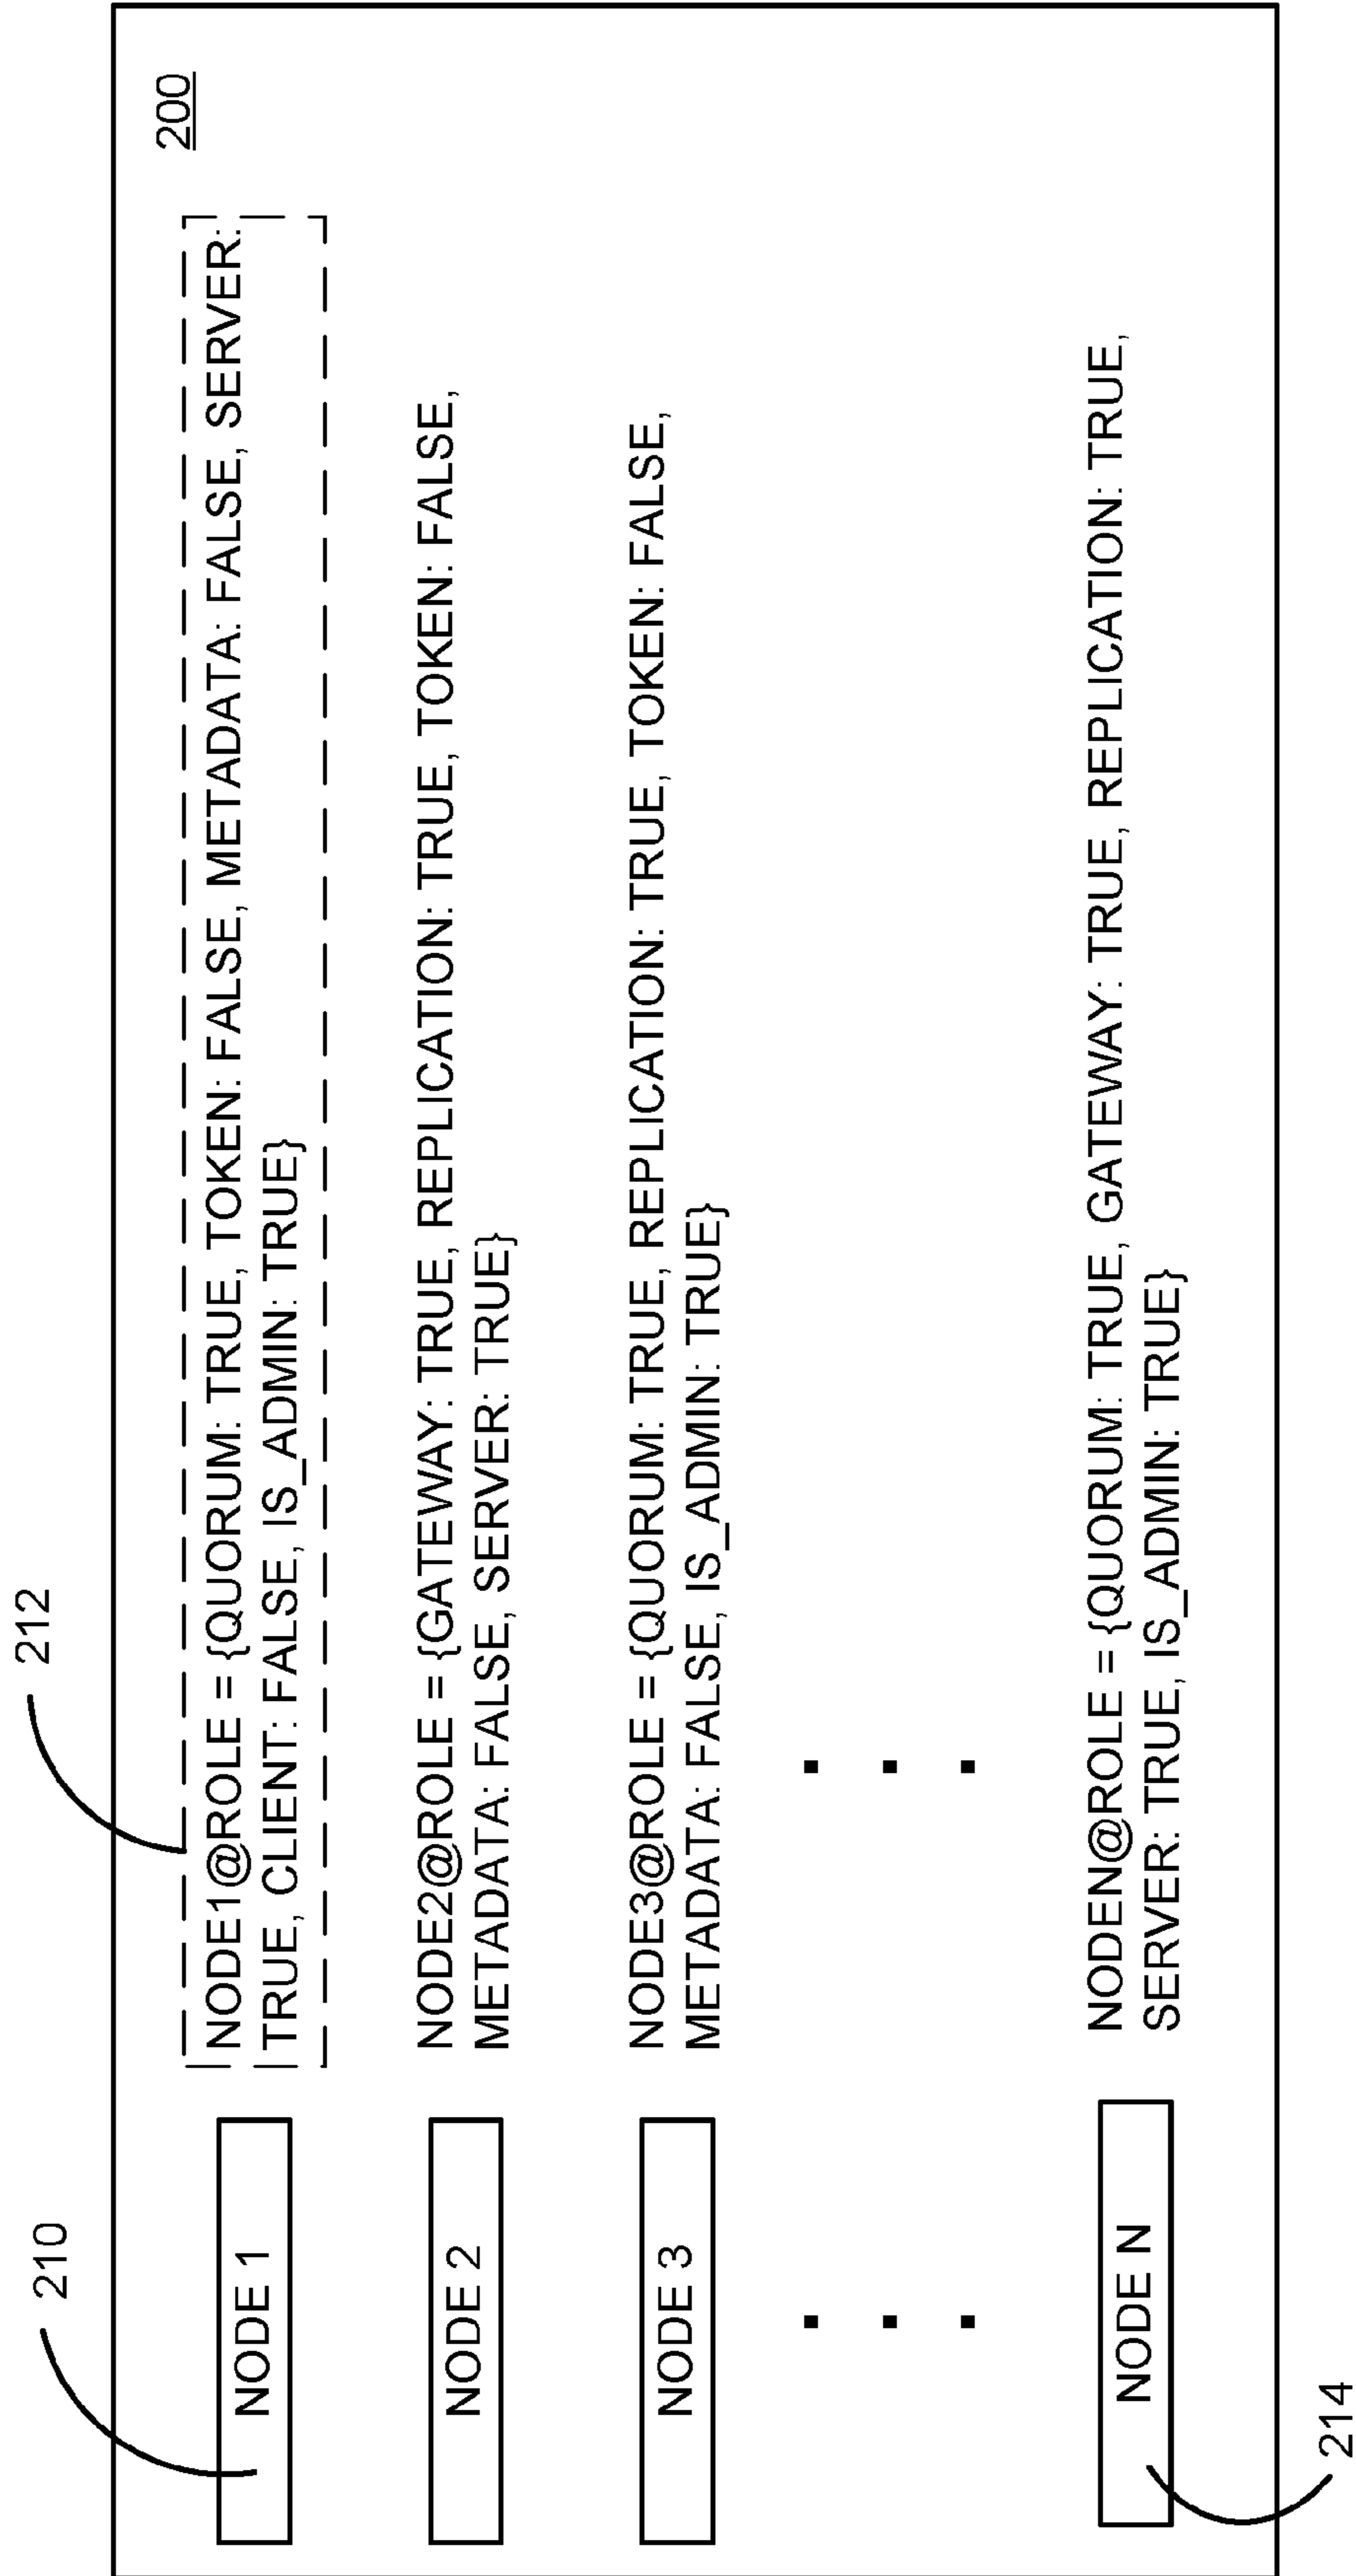 200
212
210
NODE 1
NODE1@ROLE = {QUORUM: TRUE, TOKEN: FALSE, METADATA: FALSE, SERVER:
TRUE, CLIENT: FALSE, IS_ADMIN: TRUE}
NODE 2
NODE2@ROLE = {GATEWAY: TRUE, REPLICATION: TRUE, TOKEN: FALSE,
METADATA: FALSE, SERVER: TRUE}
NODE 3
NODE3@ROLE = {QUORUM: TRUE, REPLICATION: TRUE, TOKEN: FALSE,
METADATA: FALSE, IS_ADMIN: TRUE}
NODE N
NODEN@ROLE = {QUORUM: TRUE, GATEWAY: TRUE, REPLICATION: TRUE,
SERVER: TRUE, IS_ADMIN: TRUE}
214